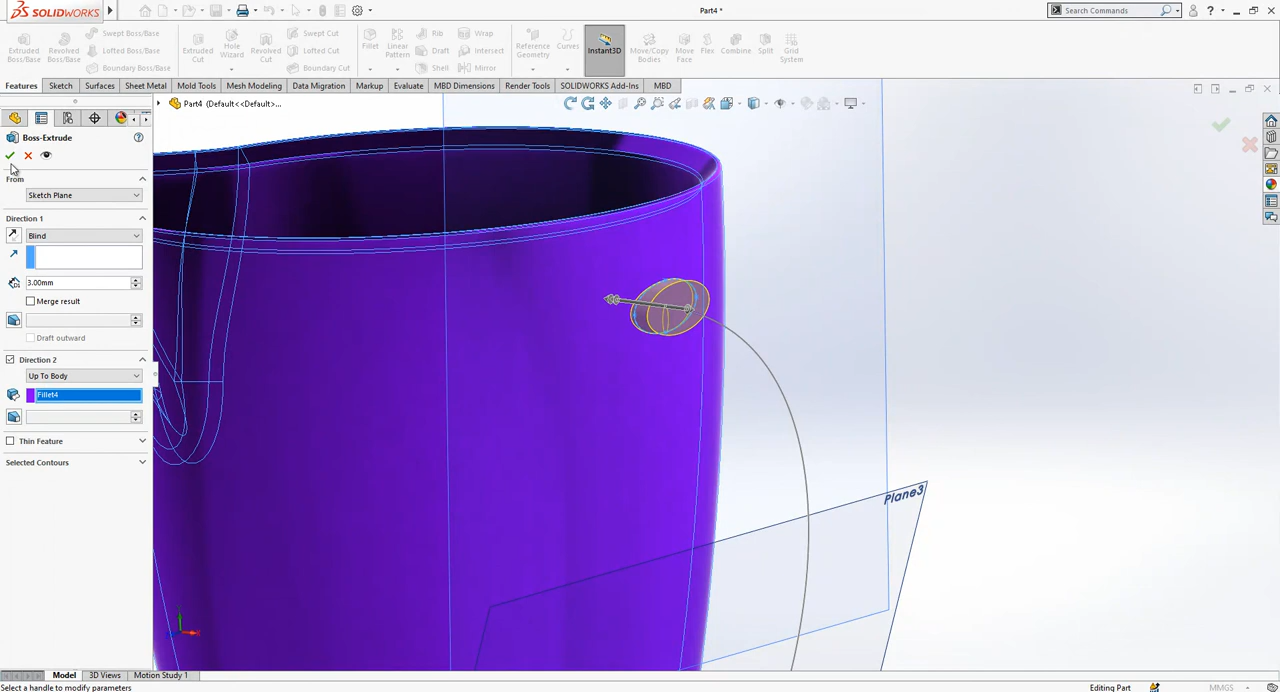 SOLIDWORKS
Part4 *
Search Commands
?
Extruded Boss/Base
Revolved Boss/Base
Swept Boss/Base
Lofted Boss/Base
Boundary Boss/Base
Extruded Cut
Hole Wizard
Revolved Cut
Swept Cut
Lofted Cut
Boundary Cut
Fillet
Linear Pattern
Rib
Draft
Shell
Wrap
Intersect
Mirror
Reference Geometry
Curves
Instant3D
Move/Copy Bodies
Move Face
Flex
Combine
Split
Grid System
Features
Sketch
Surfaces
Sheet Metal
Mold Tools
Mesh Modeling
Data Migration
Markup
Evaluate
MBD Dimensions
Render Tools
SOLIDWORKS Add-Ins
MBD
Part4 (Default<<Default>...
Boss-Extrude
From
Sketch Plane
Direction 1
Blind
3.00mm
Merge result
Draft outward
Direction 2
Up To Body
Fillet4
Thin Feature
Selected Contours
Plane3
Model
3D Views
Motion Study 1
Select a handle to modify parameters
Editing Part
MMGS